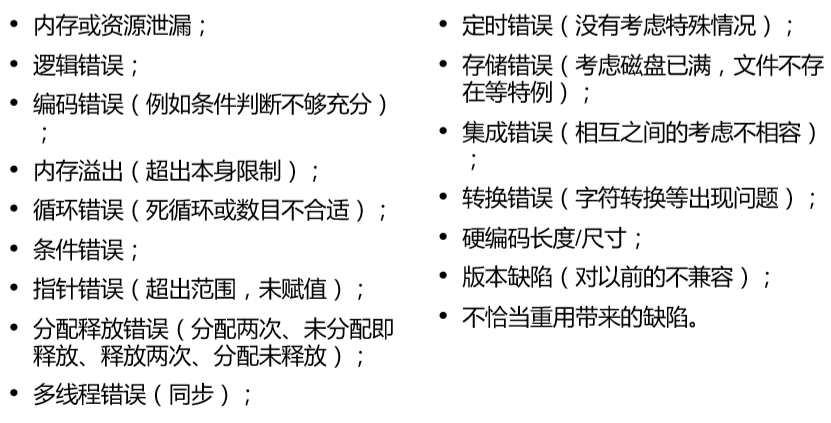 • 内存或资源泄漏；
• 逻辑错误；
• 编码错误（例如条件判断不够充分）
；
• 内存溢出（超出本身限制）；
• 循环错误（死循环或数目不合适）；
• 条件错误；
• 指针错误（超出范围，未赋值）；
• 分配释放错误（分配两次、未分配即
释放、释放两次、分配未释放）；
• 多线程错误（同步）；
• 定时错误（没有考虑特殊情况）；
• 存储错误（考虑磁盘已满，文件不存
在等特例）；
• 集成错误（相互之间的考虑不相容）
；
• 转换错误（字符转换等出现问题）；
• 硬编码长度/尺寸；
• 版本缺陷（对以前的不兼容）；
• 不恰当重用带来的缺陷。